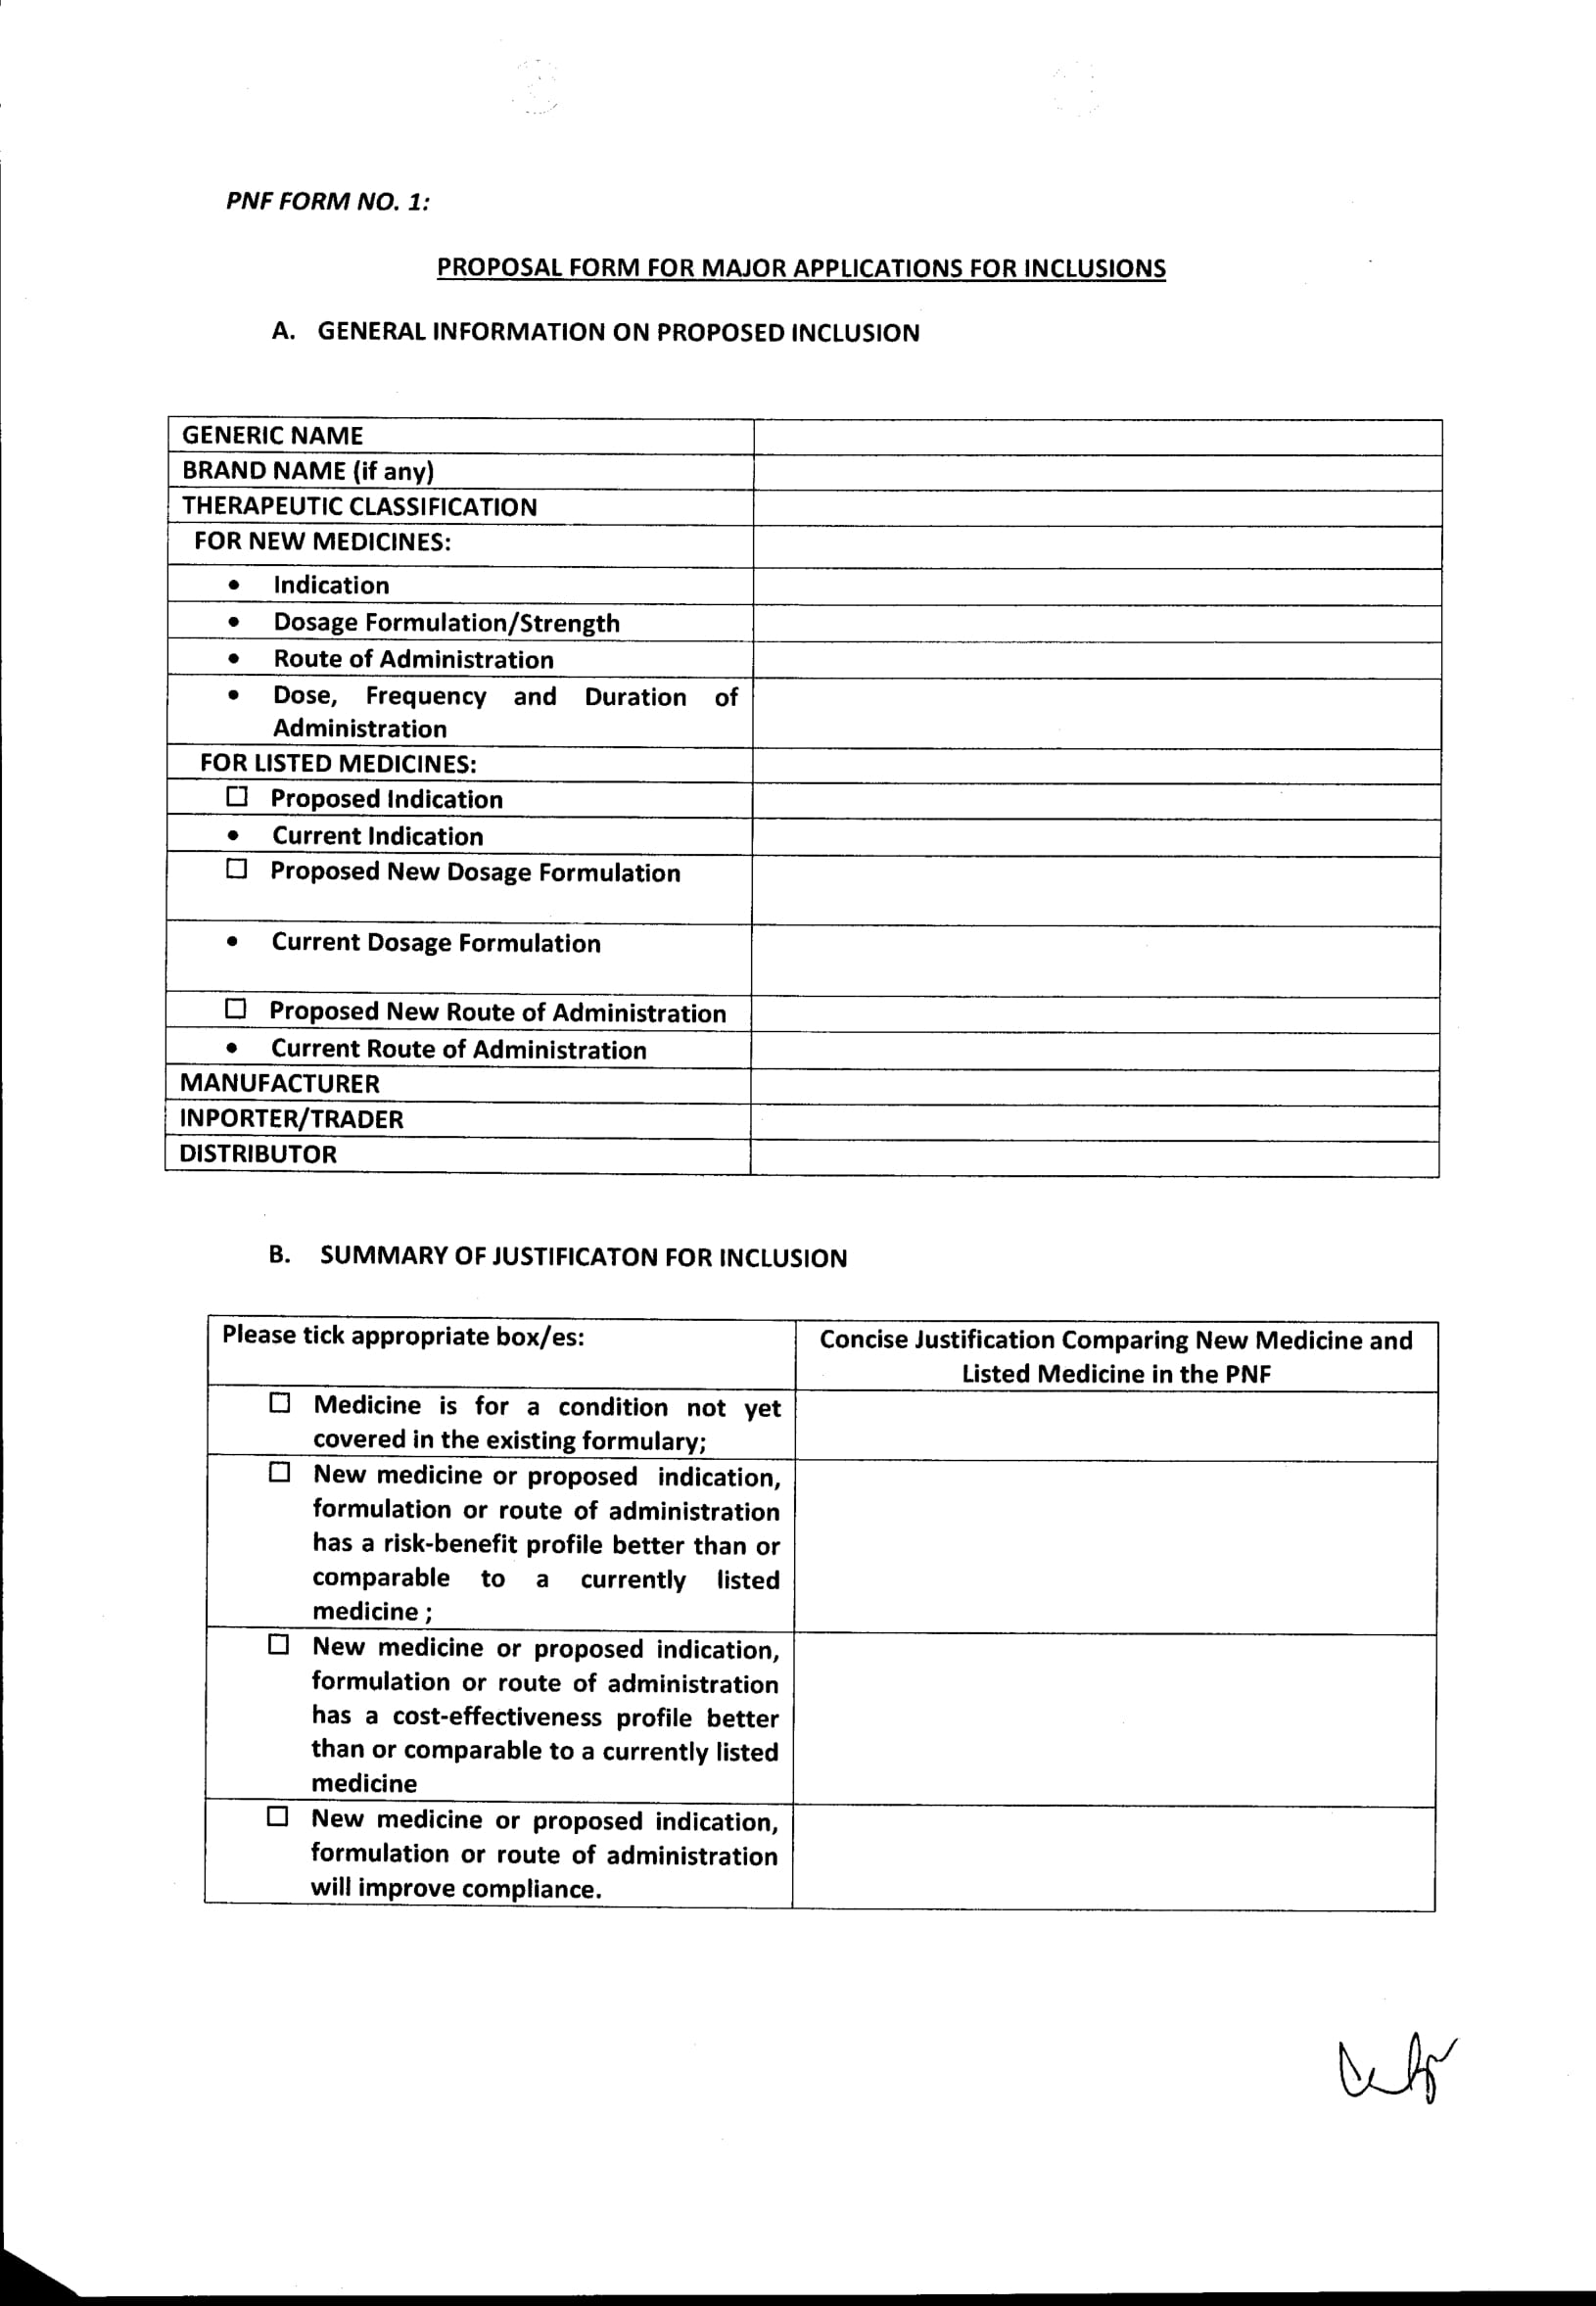 PNF FORM NO. 1:
PROPOSAL FORM FOR MAJOR APPLICATIONS FOR INCLUSIONS
A. GENERAL INFORMATION ON PROPOSED INCLUSION
GENERIC NAME
BRAND NAME (if any)
THERAPEUTIC CLASSIFICATION
FOR NEW MEDICINES:
• Indication
• Dosage Formulation/Strength
• Route of Administration
• Dose, Frequency and Duration of
Administration
FOR LISTED MEDICINES:
☐ Proposed Indication
• Current Indication
☐ Proposed New Dosage Formulation
• Current Dosage Formulation
☐ Proposed New Route of Administration
• Current Route of Administration
MANUFACTURER
INPORTER/TRADER
DISTRIBUTOR
B. SUMMARY OF JUSTIFICATON FOR INCLUSION
Please tick appropriate box/es:
Concise Justification Comparing New Medicine and
Listed Medicine in the PNF
☐ Medicine is for a condition not yet
covered in the existing formulary;
☐ New medicine or proposed indication,
formulation or route of administration
has a risk-benefit profile better than or
comparable to a currently listed
medicine ;
☐ New medicine or proposed indication,
formulation or route of administration
has a cost-effectiveness profile better
than or comparable to a currently listed
medicine
☐ New medicine or proposed indication,
formulation or route of administration
will improve compliance.